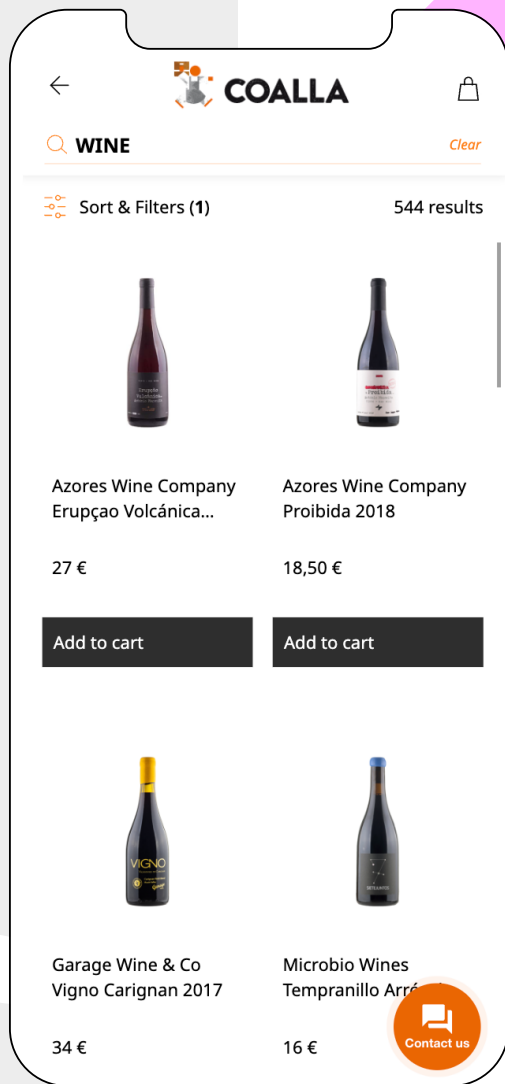 COALLA
WINE
Clear
Sort & Filters (1)
544 results
VIGNO
Azores Wine Company
Erupçao Volcánica...
27 €
Add to cart
Azores Wine Company
Proibida 2018
18,50 €
Add to cart
Garage Wine & Co
Vigno Carignan 2017
34 €
Microbio Wines
Tempranillo
16 €
Contact us